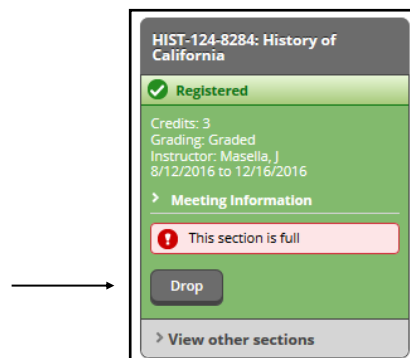 HIST-124-8284: History of
California
Registered
Credits: 3
Grading: Graded
Instructor: Masella, J
8/12/2016 to 12/16/2016
Meeting Information
This section is full
Drop
View other sections